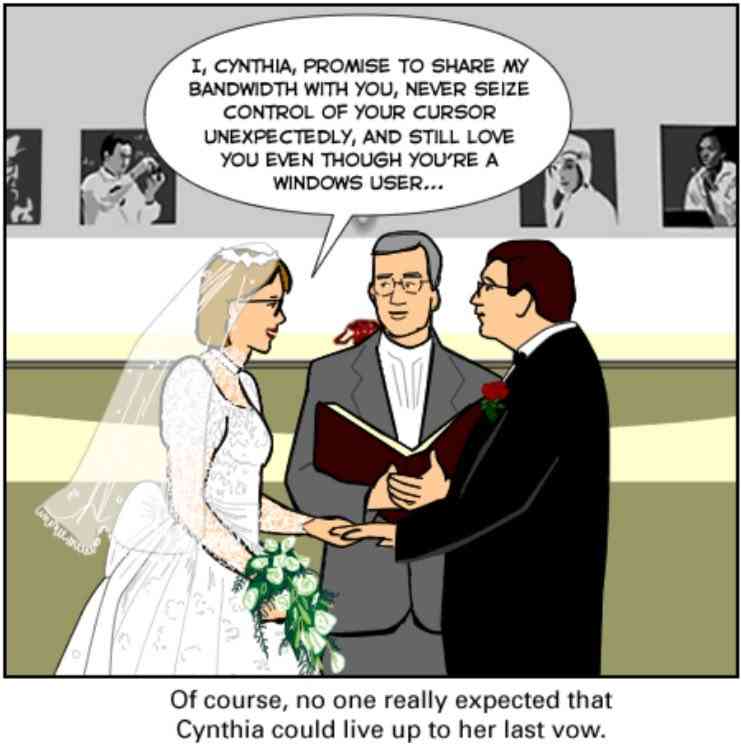 I, CYNTHIA, PROMISE TO SHARE MY
BANDWIDTH WITH YOU, NEVER SEIZE
CONTROL OF YOUR CURSOR
UNEXPECTEDLY, AND STILL LOVE
YOU EVEN THOUGH YOU'RE A
WINDOWS USER...
Of course, no one really expected that
Cynthia could live up to her last vow.